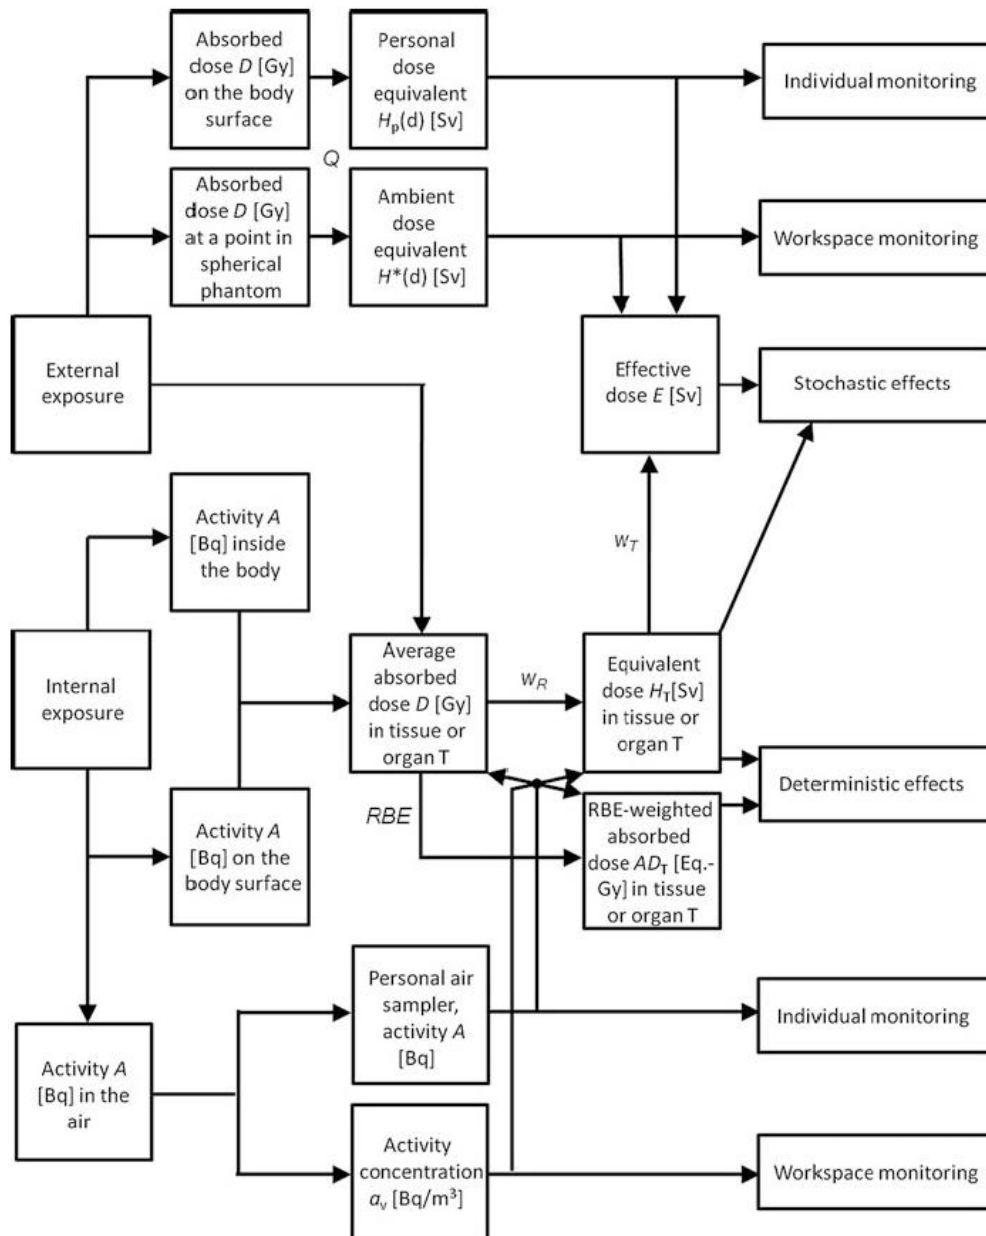 Absorbed
dose D [Gy]
on the body
surface
Personal
dose
equivalent
Hₚ(d) [Sv]
Individual monitoring
Q
Absorbed
dose D [Gy]
at a point in
spherical
phantom
Ambient
dose
equivalent
H*(d) [Sv]
Workspace monitoring
External
exposure
Effective
dose E [Sv]
Stochastic effects
Activity A
[Bq] inside
the body
w_T
Internal
exposure
Average
absorbed
dose D [Gy]
in tissue or
organ T
w_R
Equivalent
dose H_T[Sv]
in tissue or
organ T
Deterministic effects
Activity A
[Bq] on the
body surface
RBE
RBE-weighted
absorbed
dose AD_T [Eq.-
Gy] in tissue
or organ T
Personal air
sampler,
activity A
[Bq]
Individual monitoring
Activity A
[Bq] in the
air
Activity
concentration
aᵥ [Bq/m³]
Workspace monitoring